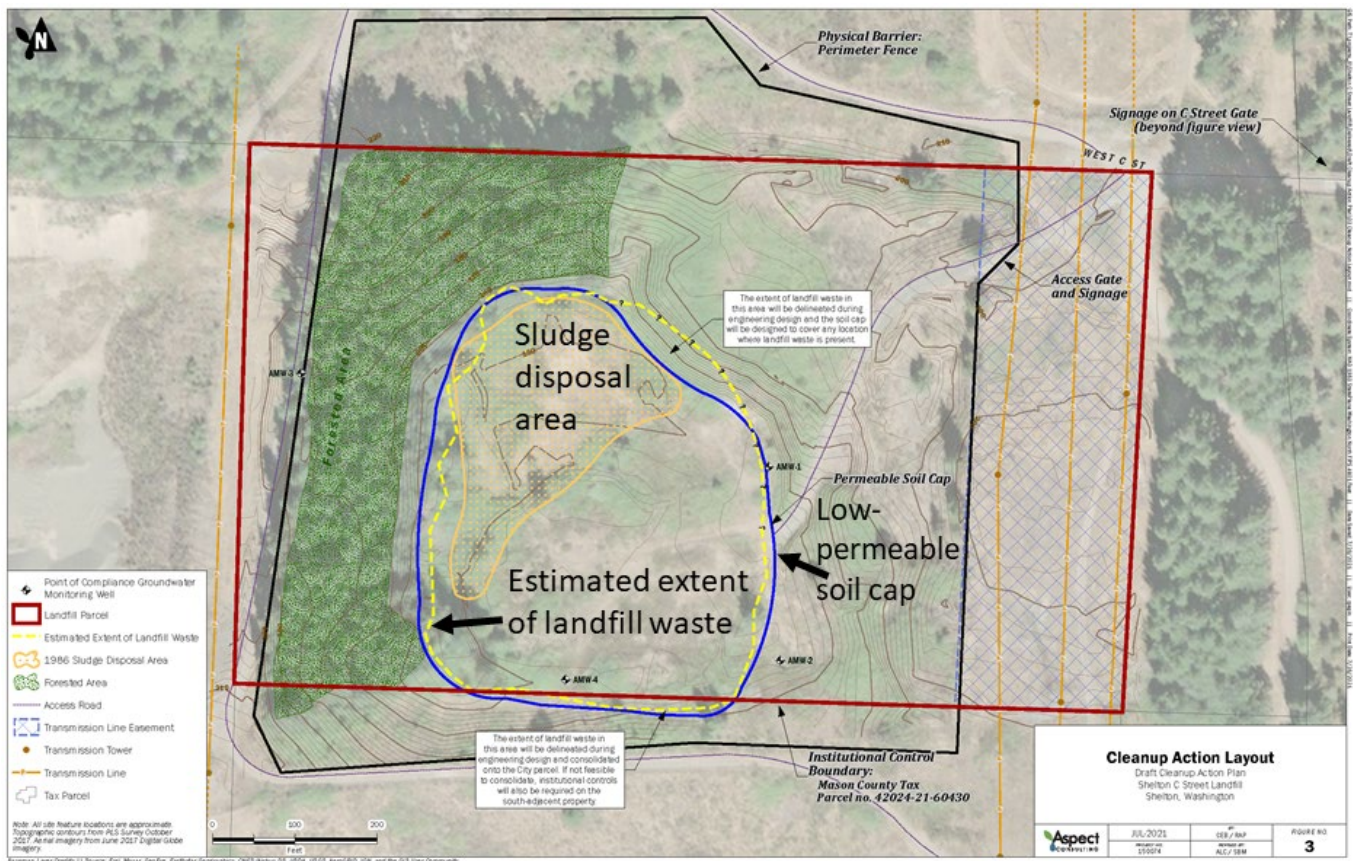 N
Physical Barrier:
Perimeter Fence
Signage on C Street Gate
(beyond figure view)
WEST C ST
Access Gate
and Signage
The extent of landfill waste in
this area will be delineated during
engineering design and the soil cap
will be designed to cover any location
where landfill waste is present.
Sludge
disposal
area
AMW-3
Forested Area
AMW-1
Permeable Soil Cap
Low-
permeable
soil cap
Estimated extent
of landfill waste
AMW-2
AMW-4
The extent of landfill waste in
this area will be delineated during
engineering design and consolidated
onto the City parcel. If not feasible
to consolidate, institutional controls
will also be required on the
south-adjacent property.
Institutional Control
Boundary:
Mason County Tax
Parcel no. 42024-21-60430
Point of Compliance Groundwater
Monitoring Well
Landfill Parcel
Estimated Extent of Landfill Waste
1986 Sludge Disposal Area
Forested Area
Access Road
Transmission Line Easement
Transmission Tower
Transmission Line
Tax Parcel
Note: All site feature locations are approximate.
Topographic contours from PLS Survey October
2017. Aerial imagery from June 2017 Digital Globe
Imagery.
0 100 200
Feet
Cleanup Action Layout
Draft Cleanup Action Plan
Shelton C Street Landfill
Shelton, Washington
Aspect
CONSULTING
JUL-2021
PROJECT NO.
150074
BY:
CEB / RAP
REVISED BY:
ALC / SBM
FIGURE NO.
3